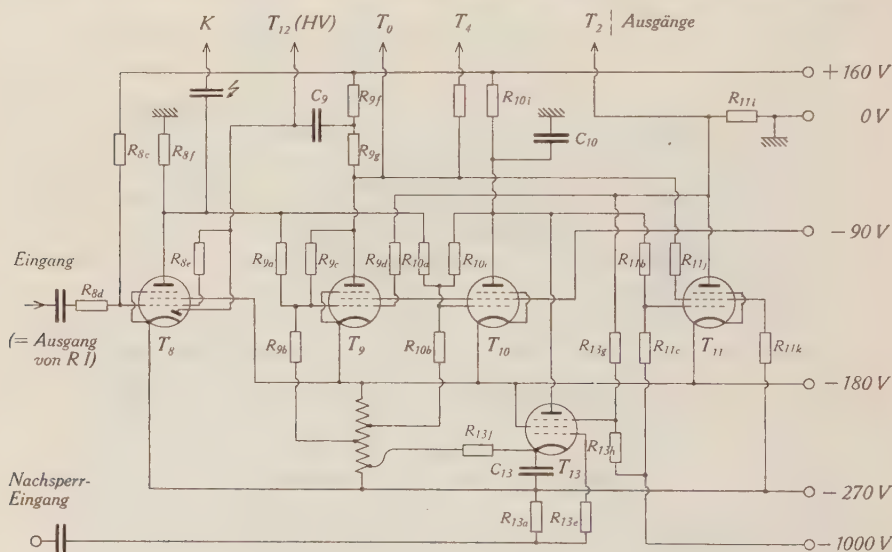 K T₁₂ (HV) T₀ T₄ T₂ Ausgänge
+ 160 V
R₉f R₁₀i R₁₁i
C₉
0 V
R₈c R₈f R₉g C₁₀
− 90 V
R₈e R₉a R₉c R₉d R₁₀a R₁₁b R₁₁j
Eingang
R₈d
(= Ausgang
von R I)
T₈ T₉ T₁₀ T₁₁
R₉b R₁₀b R₁₃g R₁₁c R₁₁k
− 180 V
R₁₃f R₁₃h
C₁₃ T₁₃
Nachsperr-
Eingang
− 270 V
R₁₃a R₁₃e
− 1000 V